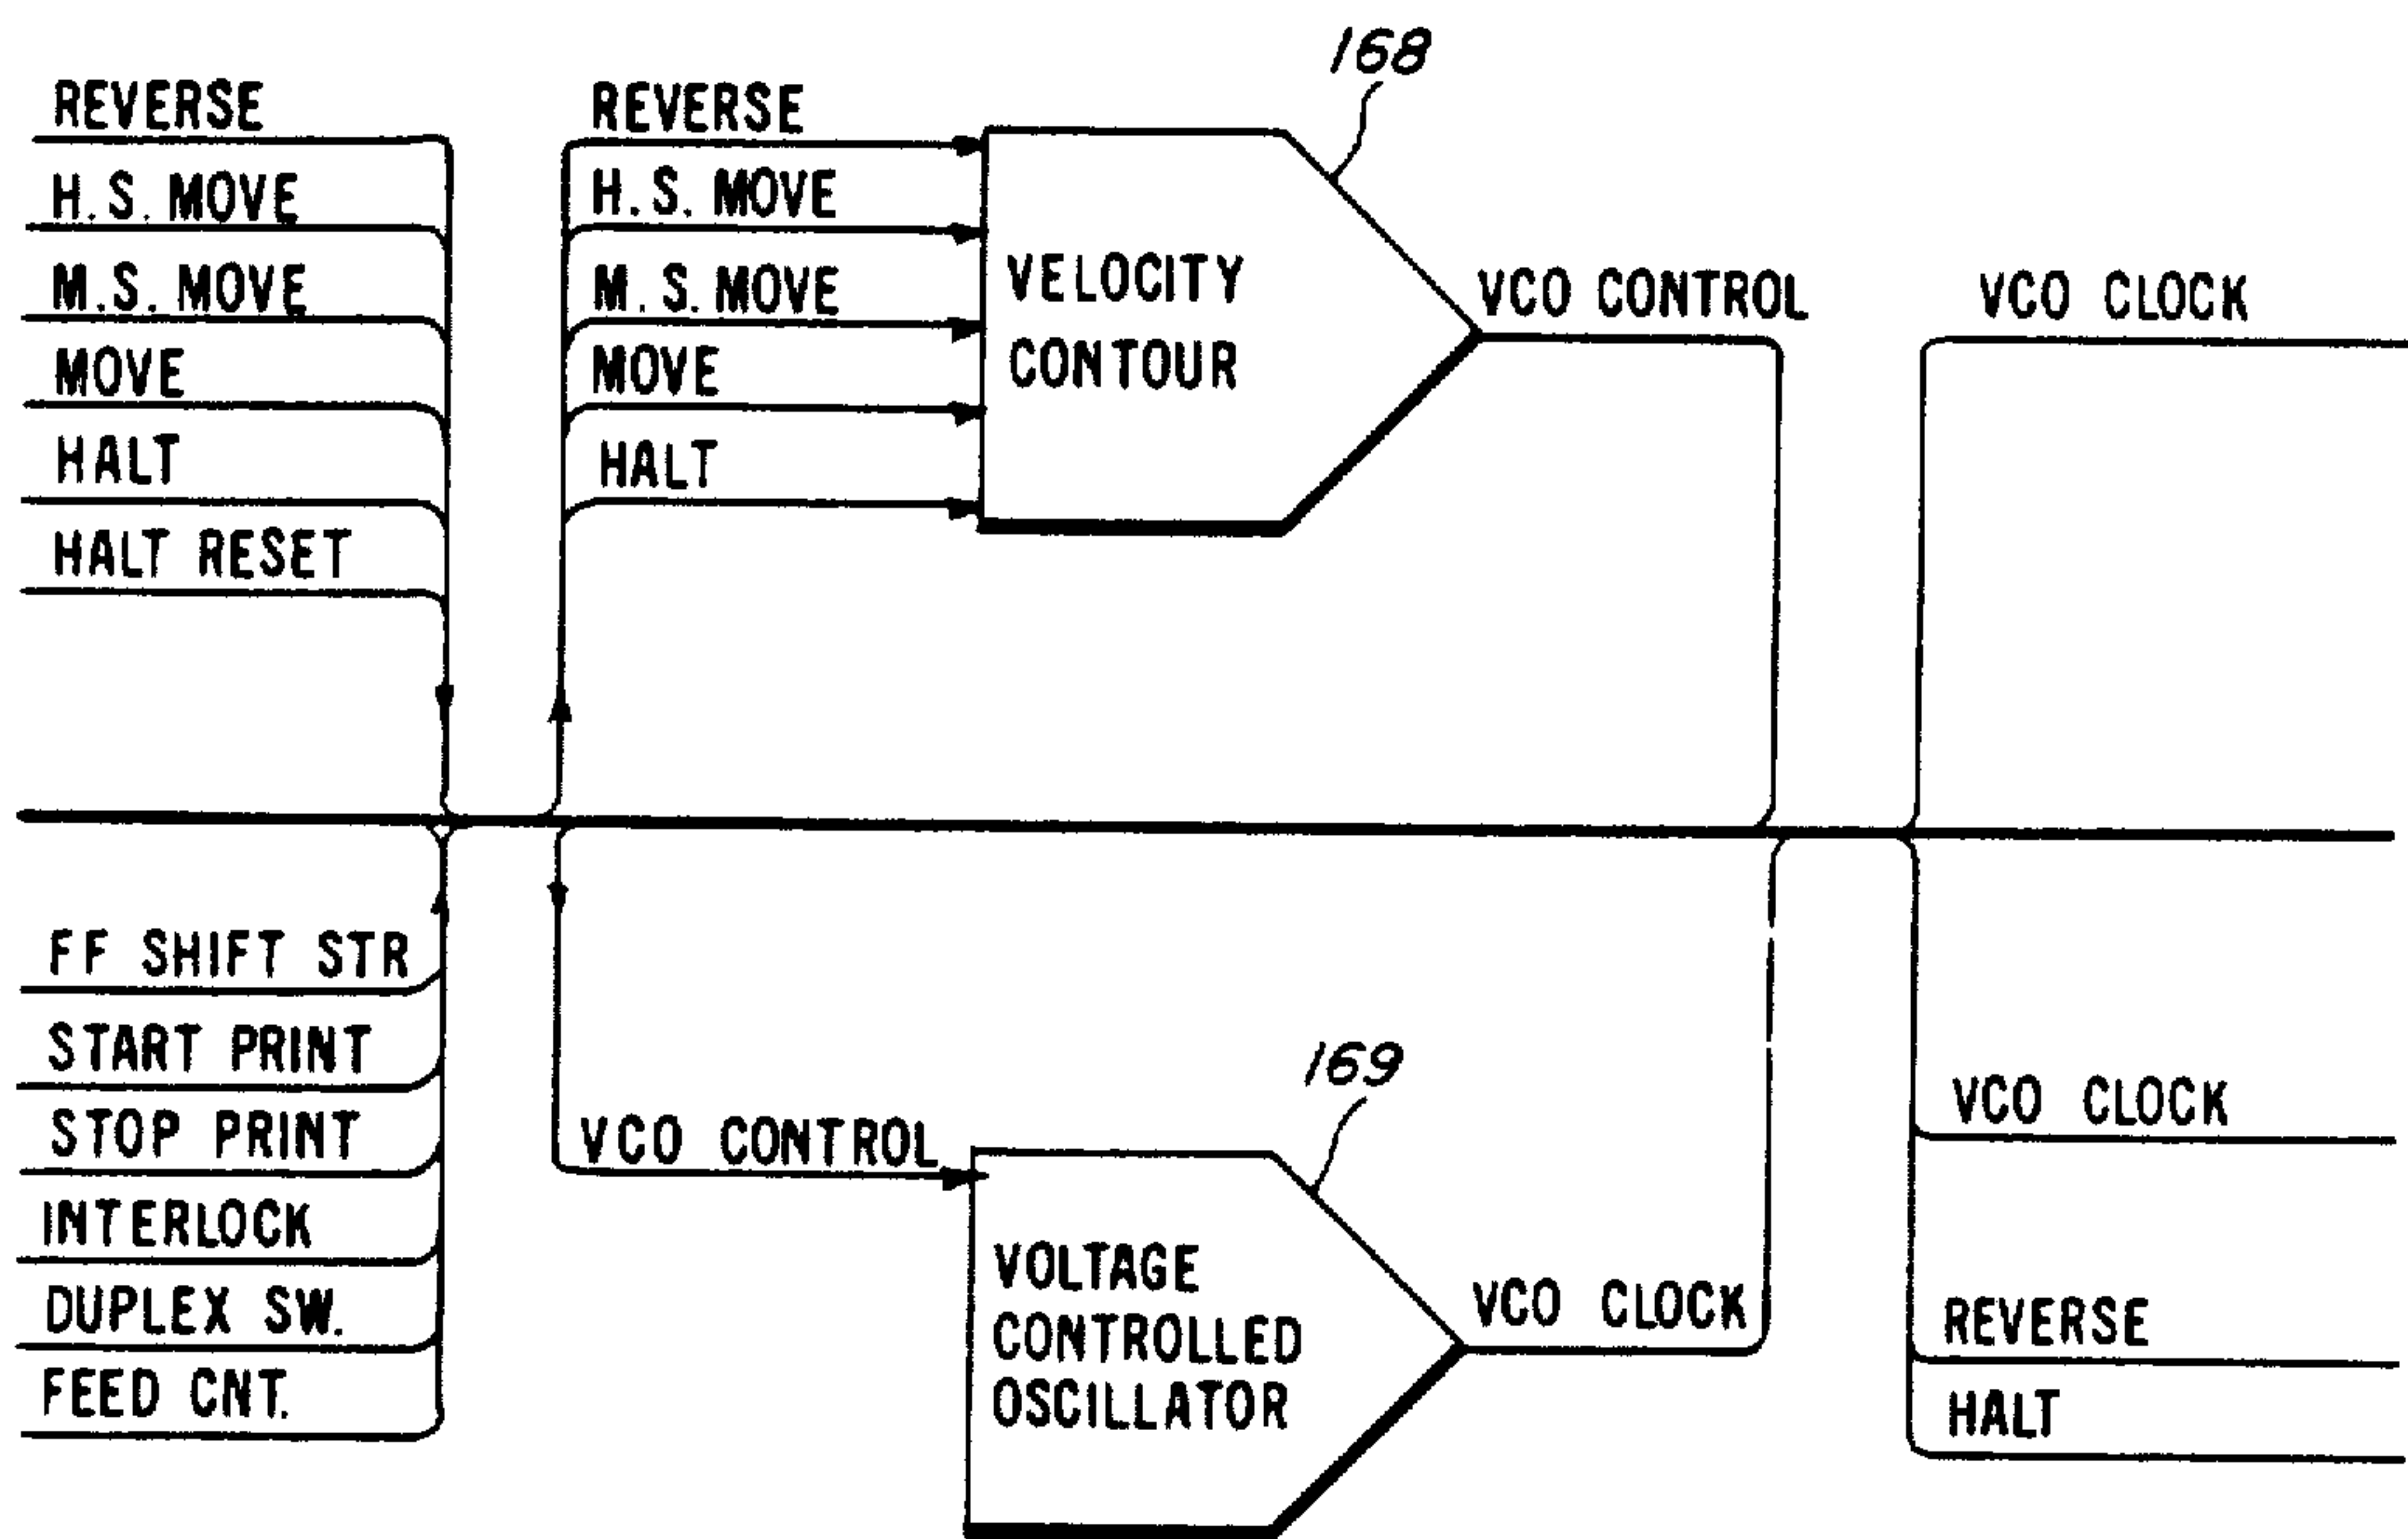 168
REVERSE
H.S. MOVE
M.S. MOVE
MOVE
HALT
HALT RESET
REVERSE
H.S. MOVE
M.S. MOVE
MOVE
HALT
VELOCITY
CONTOUR
VCO CONTROL
VCO CLOCK
FF SHIFT STR
START PRINT
STOP PRINT
INTERLOCK
DUPLEX SW.
FEED CNT.
VCO CONTROL
169
VOLTAGE
CONTROLLED
OSCILLATOR
VCO CLOCK
VCO CLOCK
REVERSE
HALT